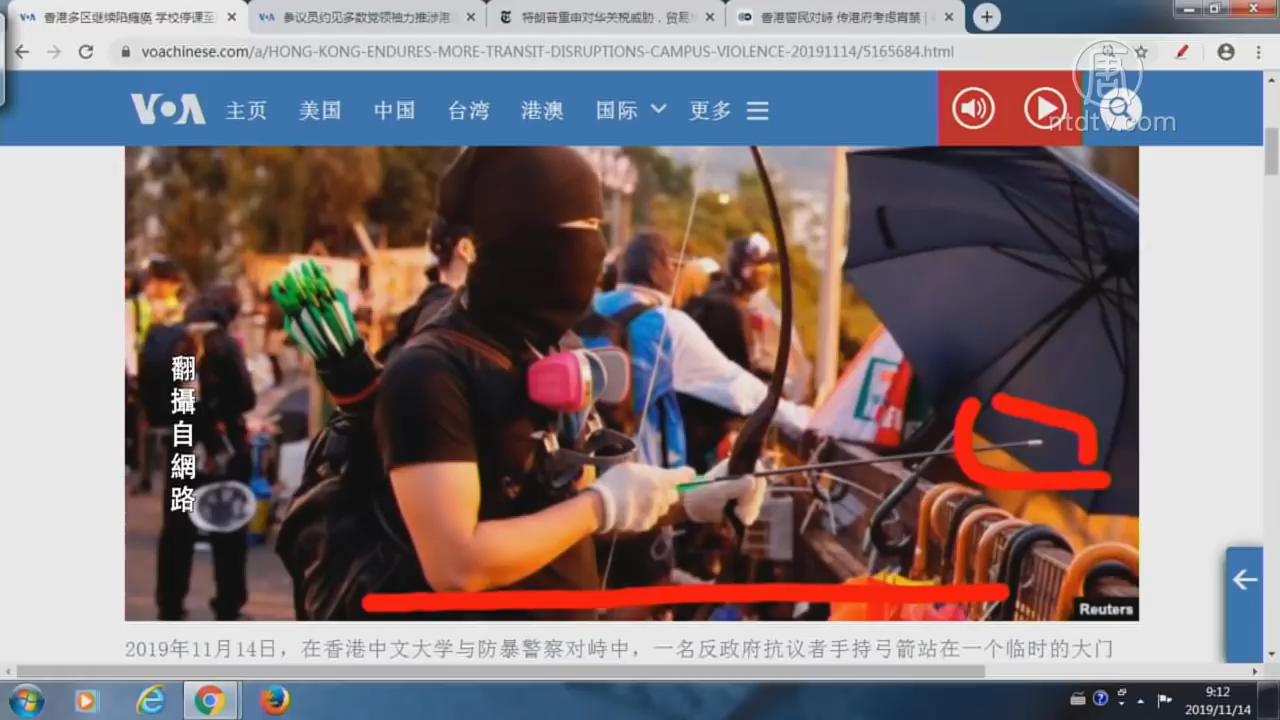 香港多区继续陷瘫痪 学校停课至
参议员约见多数党领袖力推涉港
特朗普重申对华关税威胁，贸易
香港警民对峙 传港府考虑宵禁
voachinese.com/a/HONG-KONG-ENDURES-MORE-TRANSIT-DISRUPTIONS-CAMPUS-VIOLENCE-20191114/5165684.html
唐
ntdtv.com
VOA 主页 美国 中国 台湾 港澳 国际 更多
翻攝自網路
Reuters
2019年11月14日，在香港中文大学与防暴警察对峙中，一名反政府抗议者手持弓箭站在一个临时的大门
9:12
2019/11/14